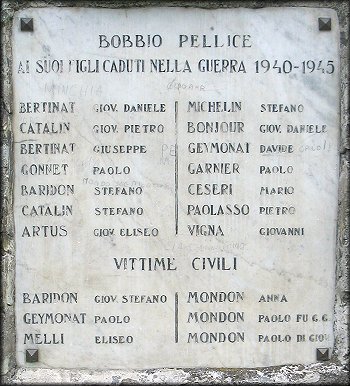 BOBBIO PELLICE
AI SUOI FIGLI CADUTI NELLA GUERRA 1940-1945
BERTINAT GIOV. DANIELE
CATALIN GIOV. PIETRO
BERTINAT GIUSEPPE
GONNET PAOLO
BARIDON STEFANO
CATALIN STEFANO
ARTUS GIOV. ELISEO
MICHELIN STEFANO
BONJOUR GIOV. DANIELE
GEYMONAT DAVIDE
GARNIER PAOLO
CESERI MARIO
PAOLASSO PIETRO
VIGNA GIOVANNI
VITTIME CIVILI
BARIDON GIOV. STEFANO
GEYMONAT PAOLO
MELLI ELISEO
MONDON ANNA
MONDON PAOLO FU G.G.
MONDON PAOLO DI GIOV.